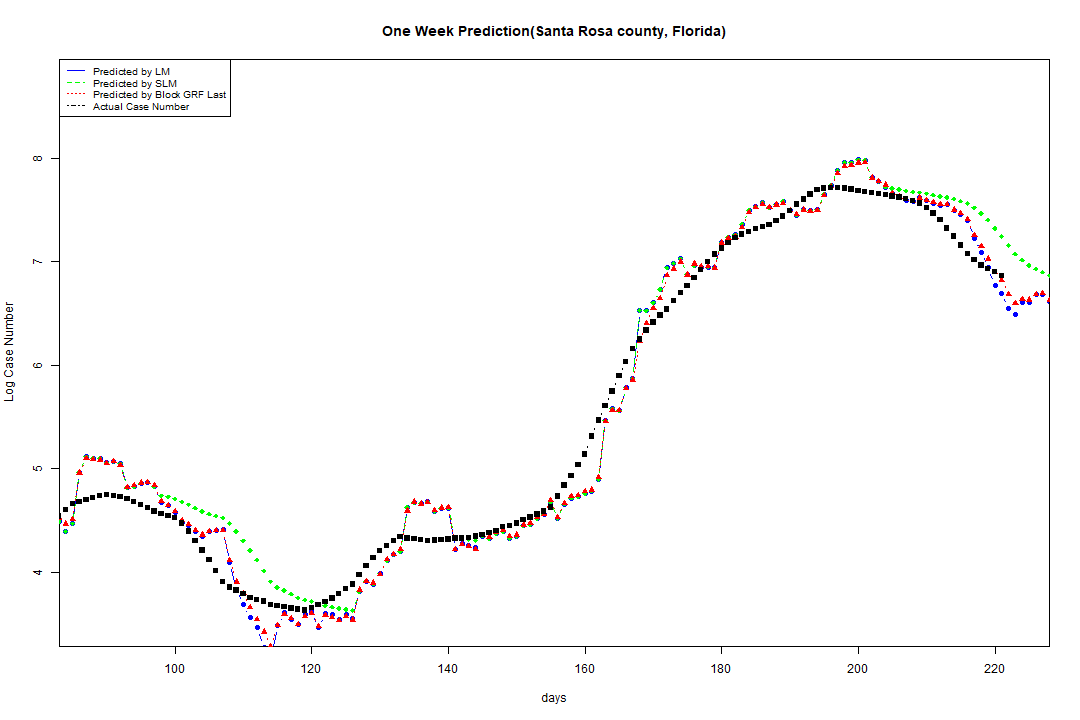 One Week Prediction(Santa Rosa county, Florida)
Predicted by LM
Predicted by SLM
Predicted by Block GRF Last
Actual Case Number
8
7
6
5
4
Log Case Number
100 120 140 160 180 200 220
days